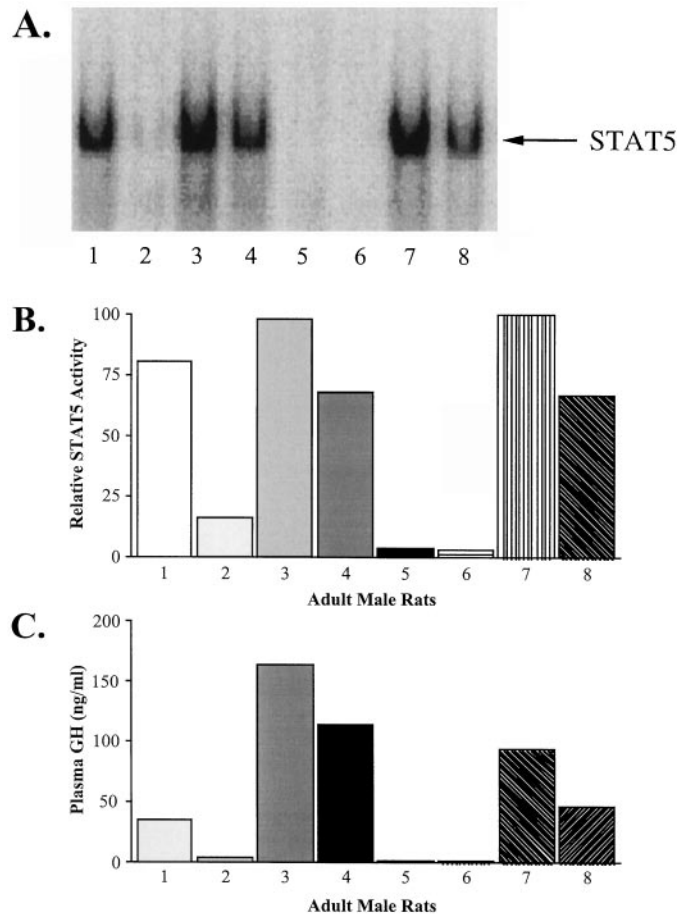 A.
STAT5
1 2 3 4 5 6 7 8
B.
Relative STAT5 Activity
100
75
50
25
0
1 2 3 4 5 6 7 8
Adult Male Rats
C.
Plasma GH (ng/ml)
200
150
100
50
0
1 2 3 4 5 6 7 8
Adult Male Rats